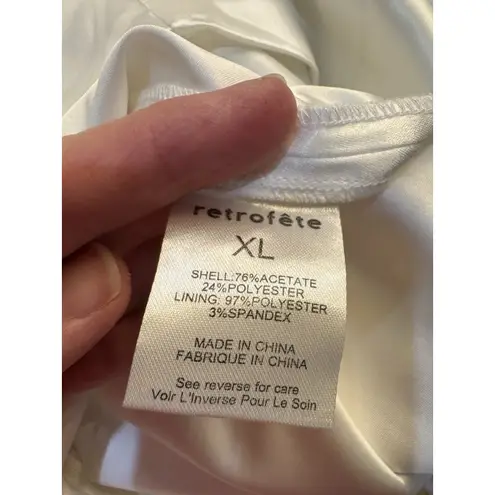 retrofête
XL
SHELL:76%ACETATE
24%POLYESTER
LINING: 97%POLYESTER
3%SPANDEX
MADE IN CHINA
FABRIQUE IN CHINA
See reverse for care
Voir L'Inverse Pour Le Soin